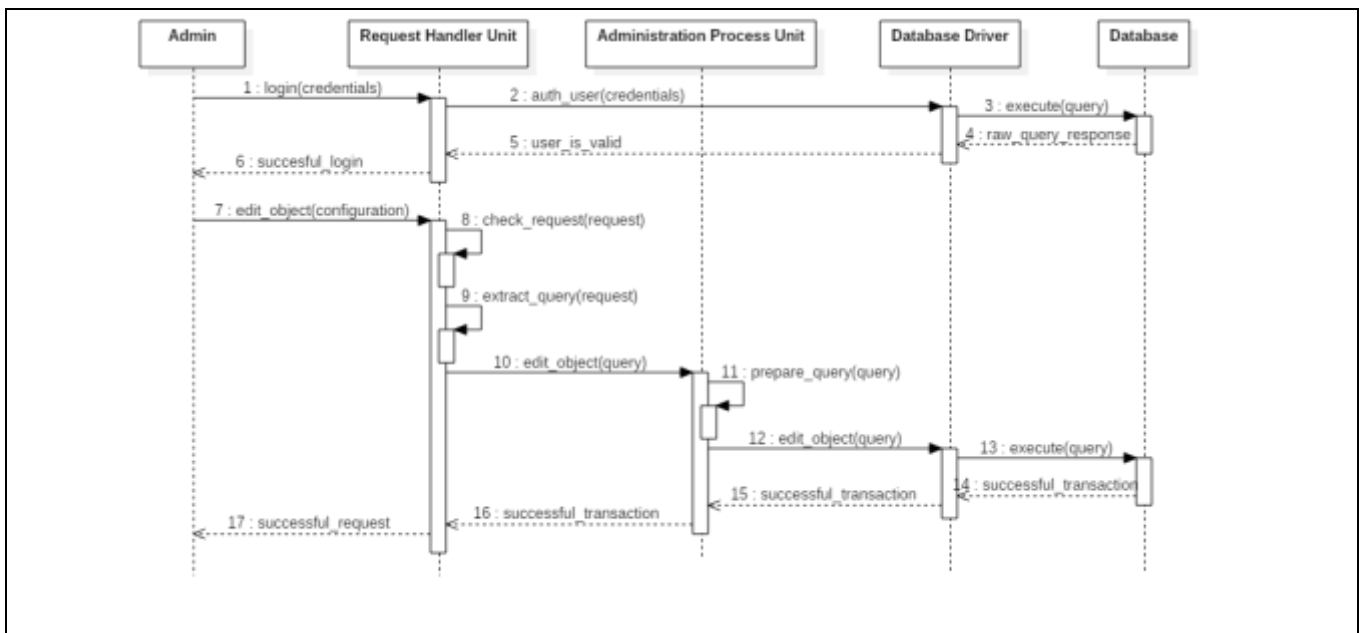 Admin
Request Handler Unit
Administration Process Unit
Database Driver
Database
1 : login(credentials)
2 : auth_user(credentials)
3 : execute(query)
4 : raw_query_response
5 : user_is_valid
6 : succesful_login
7 : edit_object(configuration)
8 : check_request(request)
9 : extract_query(request)
10 : edit_object(query)
11 : prepare_query(query)
12 : edit_object(query)
13 : execute(query)
14 : successful_transaction
15 : successful_transaction
16 : successful_transaction
17 : successful_request